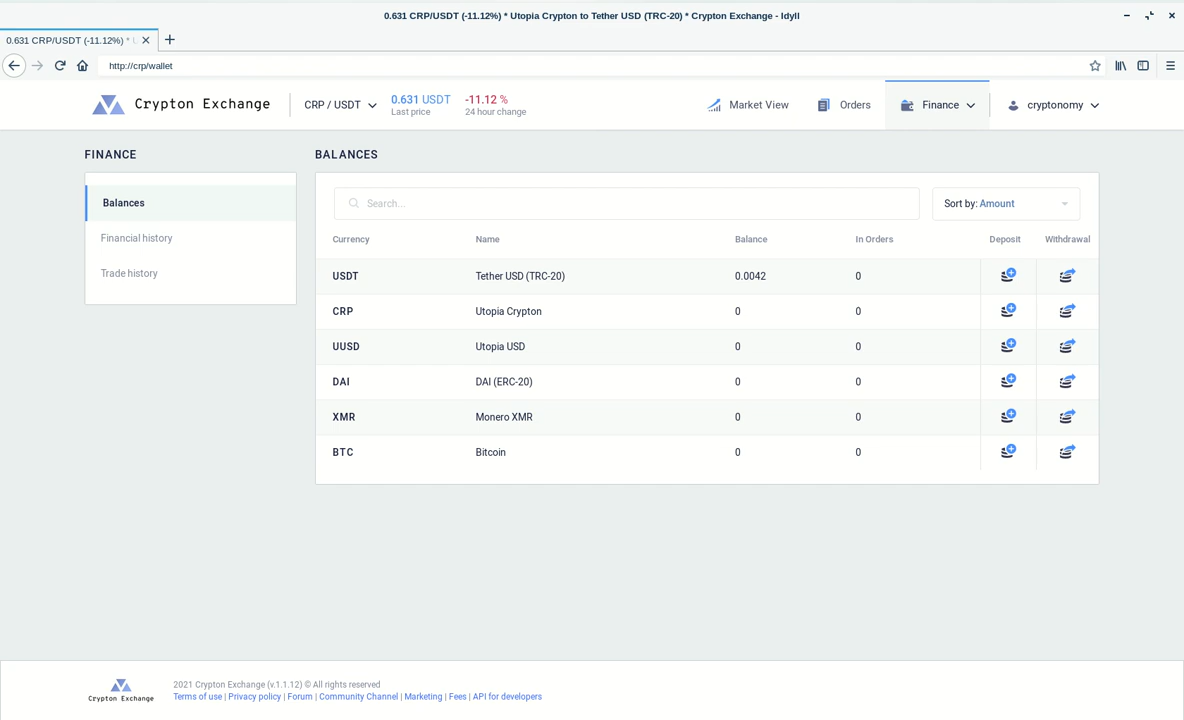 0.631 CRP/USDT (-11.12%) * Utopia Crypton to Tether USD (TRC-20) * Crypton Exchange - Idyll
0.631 CRP/USDT (-11.12%) *
http://crp/wallet
Crypton Exchange
CRP / USDT
0.631 USDT
Last price
-11.12 %
24 hour change
Market View
Orders
Finance
cryptonomy
FINANCE
Balances
Financial history
Trade history
BALANCES
Search...
Sort by: Amount
Currency Name Balance In Orders Deposit Withdrawal
USDT Tether USD (TRC-20) 0.0042 0
CRP Utopia Crypton 0 0
UUSD Utopia USD 0 0
DAI DAI (ERC-20) 0 0
XMR Monero XMR 0 0
BTC Bitcoin 0 0
Crypton Exchange
2021 Crypton Exchange (v.1.1.12) © All rights reserved
Terms of use | Privacy policy | Forum | Community Channel | Marketing | Fees | API for developers